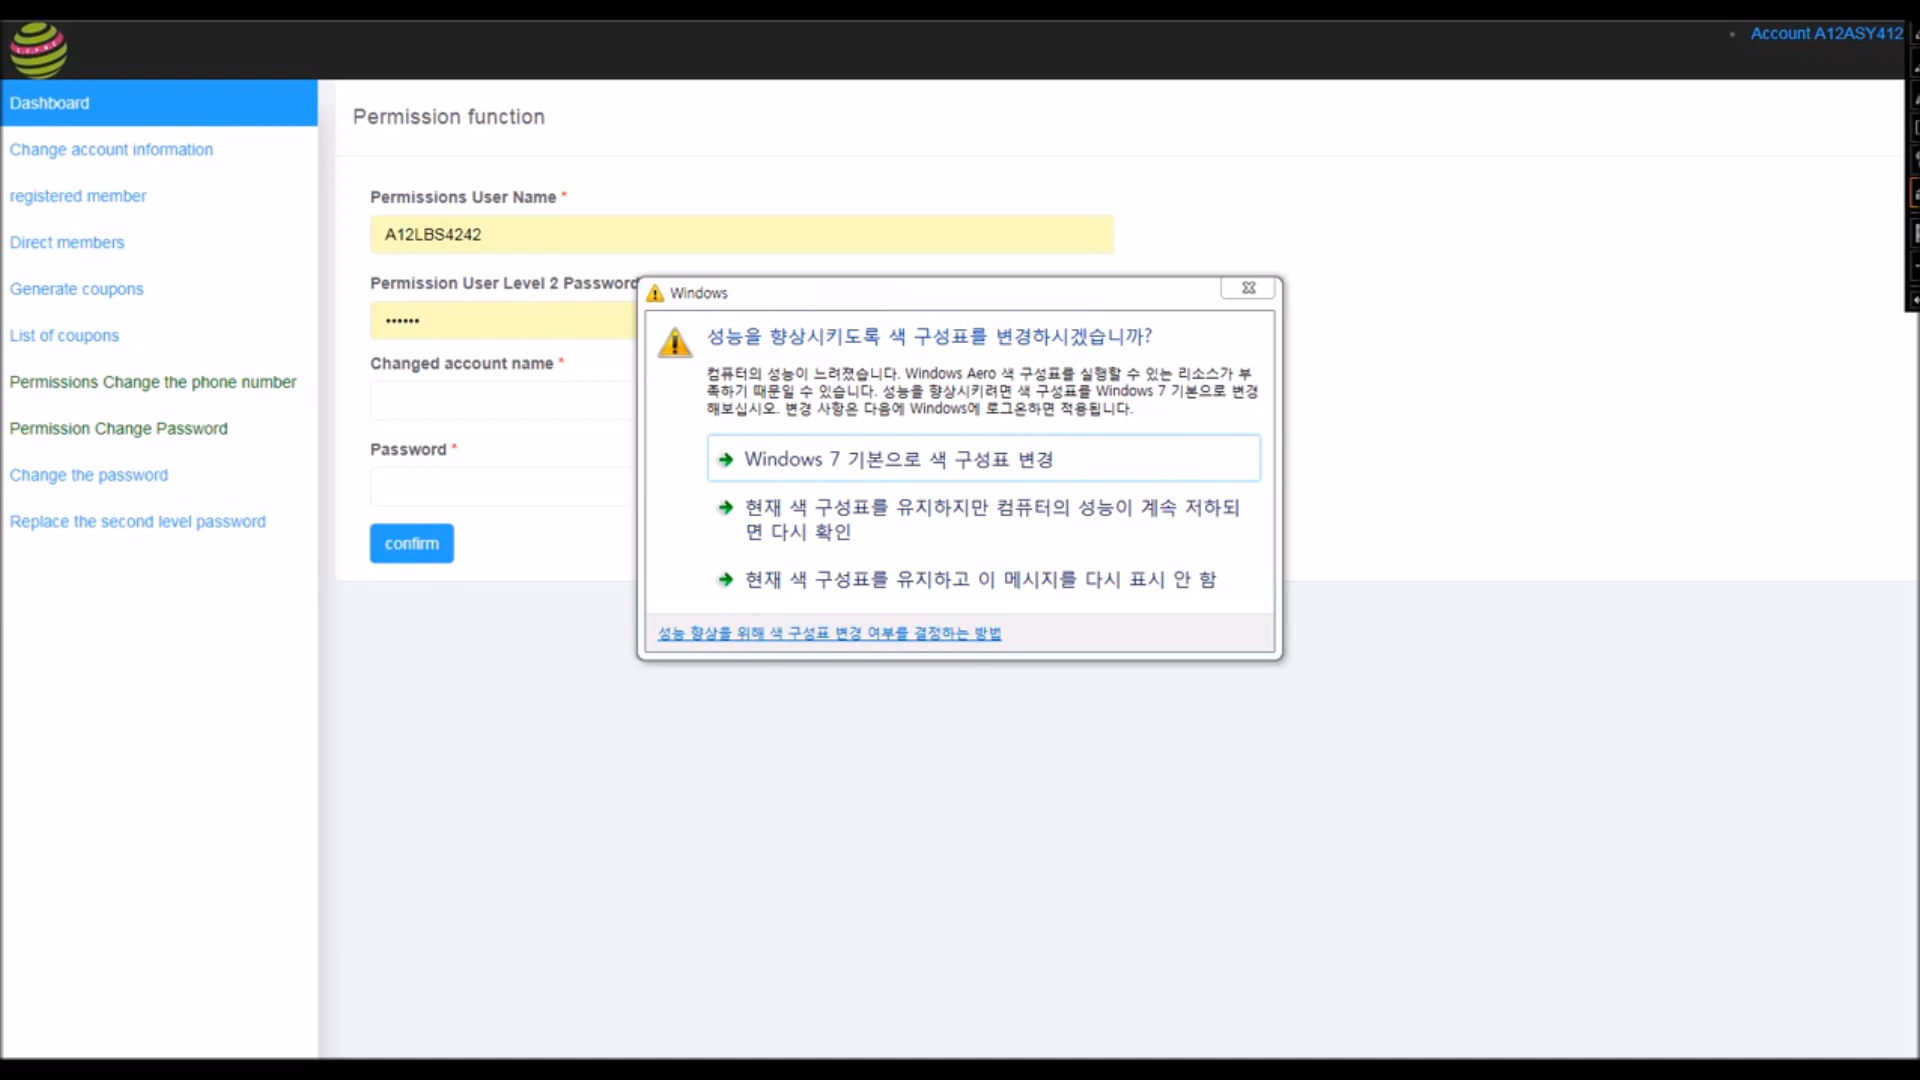 Account A12ASY412
Dashboard
Change account information
registered member
Direct members
Generate coupons
List of coupons
Permissions Change the phone number
Permission Change Password
Change the password
Replace the second level password
Permission function
Permissions User Name *
A12LBS4242
Permission User Level 2 Password
••••••
Changed account name *
Password *
confirm
Windows
성능을 향상시키도록 색 구성표를 변경하시겠습니까?
컴퓨터의 성능이 느려졌습니다. Windows Aero 색 구성표를 실행할 수 있는 리소스가 부
족하기 때문일 수 있습니다. 성능을 향상시키려면 색 구성표를 Windows 7 기본으로 변경
해보십시오. 변경 사항은 다음에 Windows에 로그온하면 적용됩니다.
Windows 7 기본으로 색 구성표 변경
현재 색 구성표를 유지하지만 컴퓨터의 성능이 계속 저하되
면 다시 확인
현재 색 구성표를 유지하고 이 메시지를 다시 표시 안 함
성능 향상을 위해 색 구성표 변경 여부를 결정하는 방법